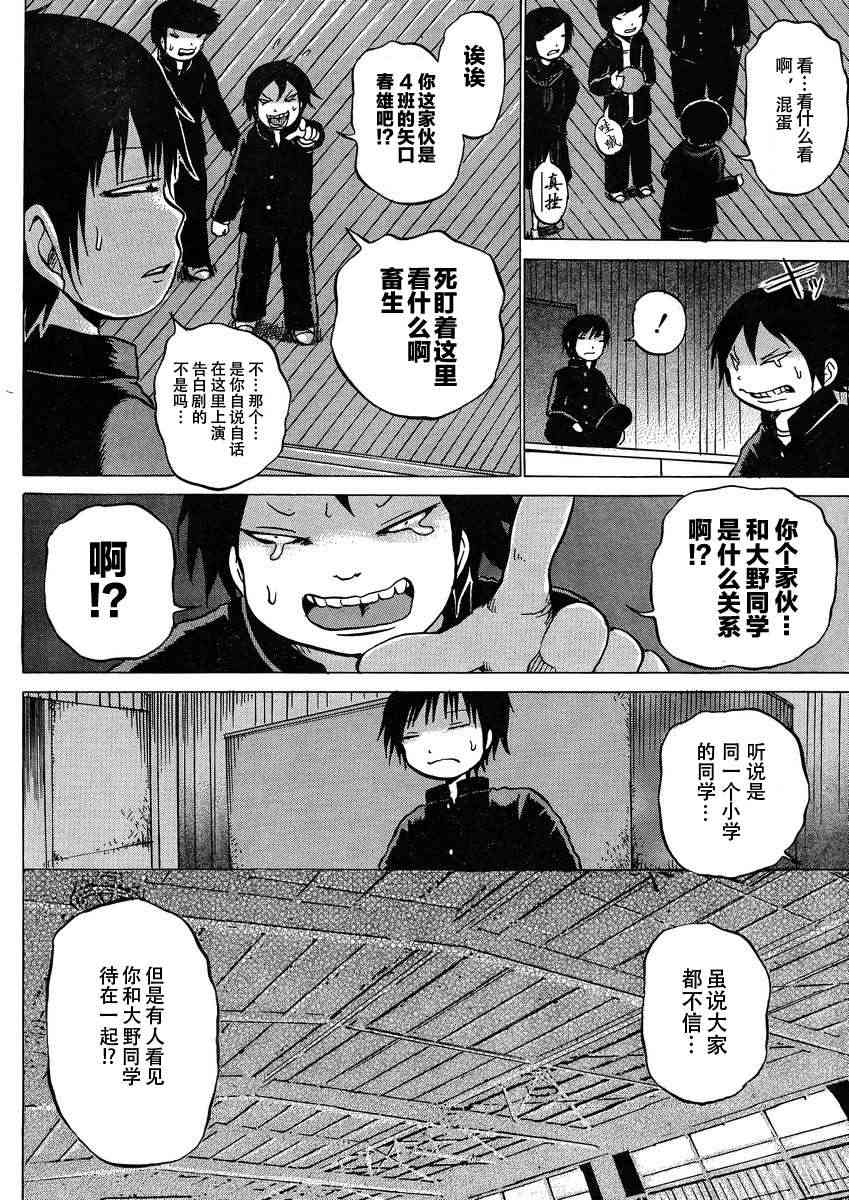 看…看什么看
啊，混蛋
哇哦
真挫
！
诶诶
你这家伙是
4班的矢口
春雄吧!?
死盯着这里
看什么啊
畜生
不…那个…
是你自说自话
在这里上演
告白剧的
不是吗…
你个家伙…
和大野同学
是什么关系
啊!?
啊!?
听说是
同一个小学
的同学…
虽说大家
都不信…
但是有人看见
你和大野同学
待在一起!?